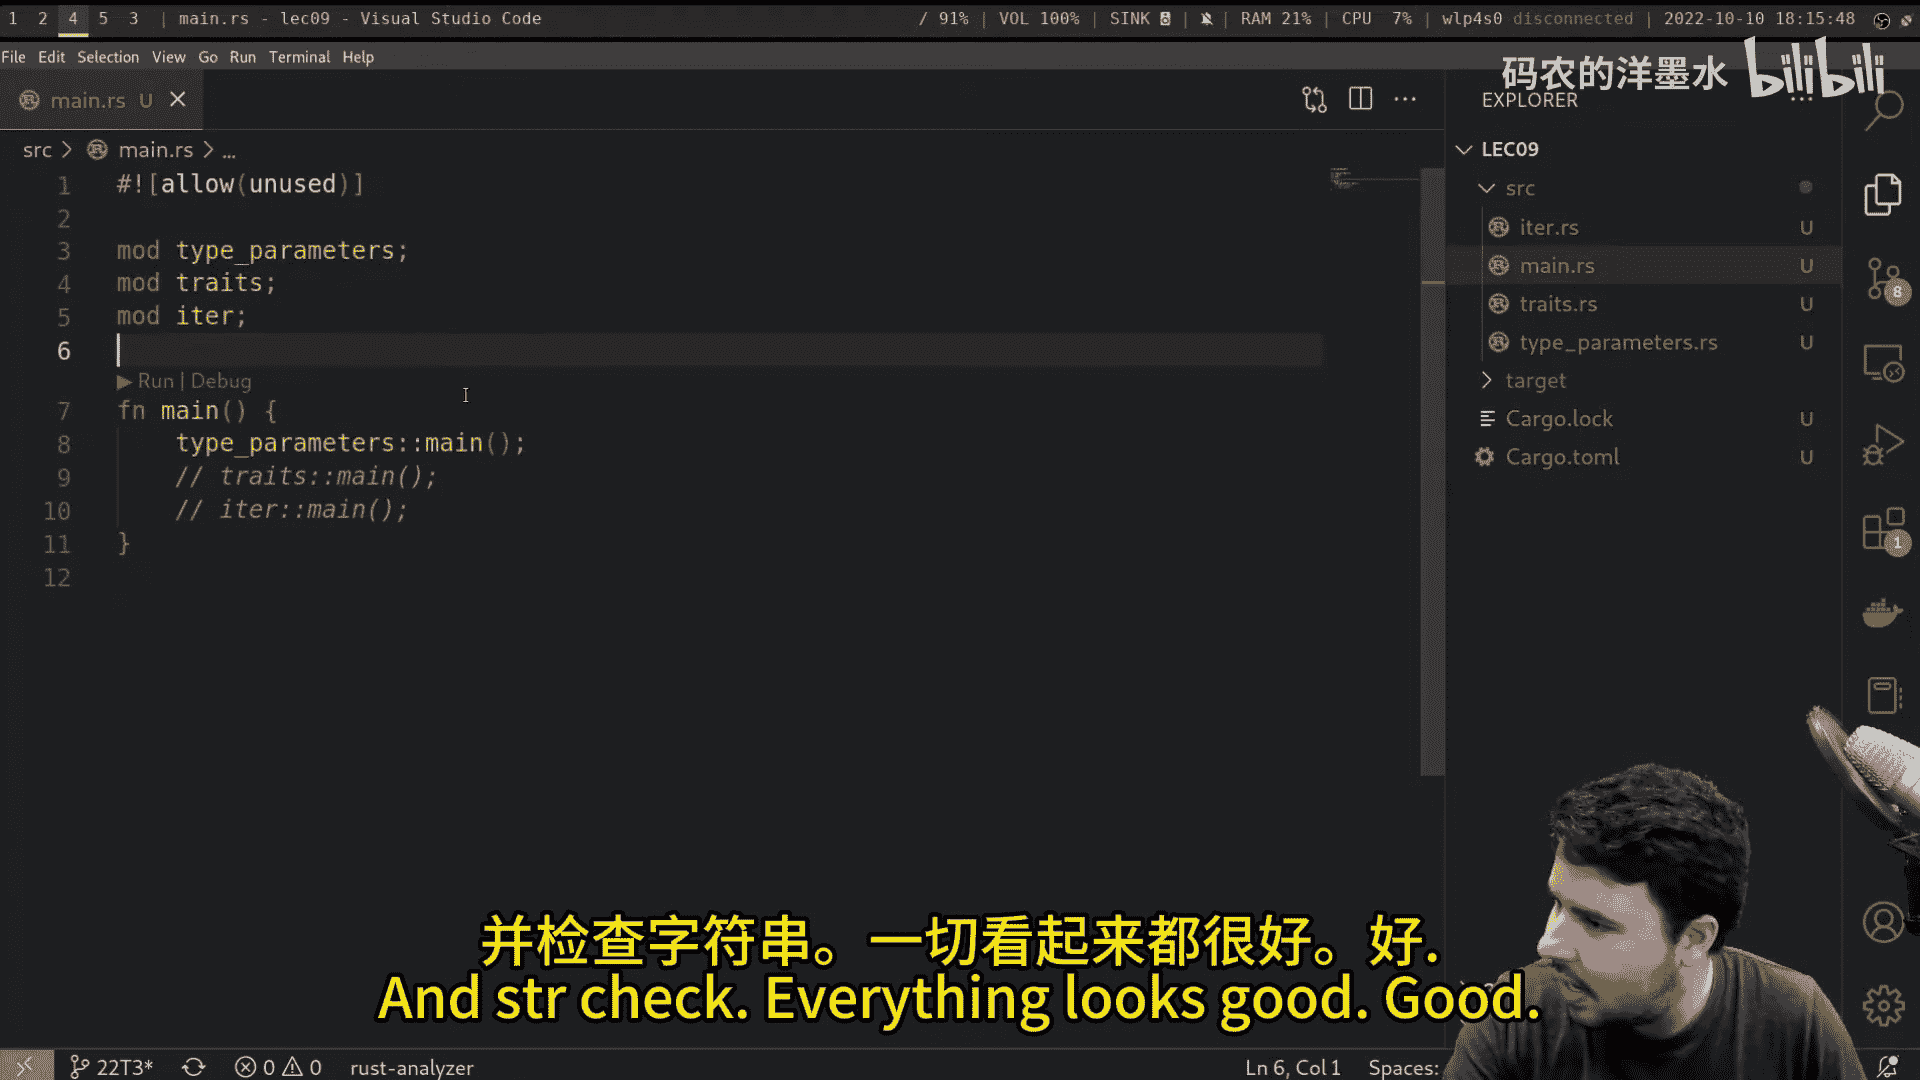 1 2 4 5 3 | main.rs - lec09 - Visual Studio Code
/ 91% | VOL 100% | SINK | RAM 21% | CPU 7% | wlp4s0 disconnected | 2022-10-10 18:15:48
File Edit Selection View Go Run Terminal Help
码农的洋墨水 bilibili
main.rs U
EXPLORER
src > main.rs > ...
LEC09
src
iter.rs U
main.rs U
traits.rs U
type_parameters.rs U
target
Cargo.lock U
Cargo.toml U
8
1
1 #![allow(unused)]
2
3 mod type_parameters;
4 mod traits;
5 mod iter;
6
Run | Debug
7 fn main() {
8 type_parameters::main();
9 // traits::main();
10 // iter::main();
11 }
12
并检查字符串。一切看起来都很好。好.
And str check. Everything looks good. Good.
22T3* 0 0 rust-analyzer
Ln 6, Col 1 Spaces: